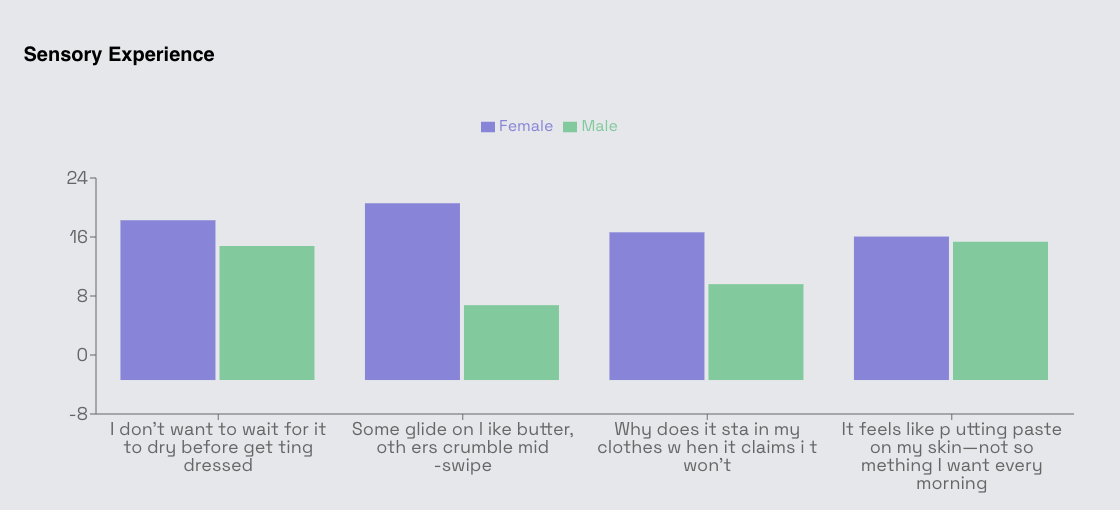 Sensory Experience
Female Male
24
16
8
0
-8
I don't want to wait for it
to dry before get ting
dressed
Some glide on l ike butter,
oth ers crumble mid
-swipe
Why does it sta in my
clothes w hen it claims i t
won't
It feels like p utting paste
on my skin—not so
mething I want every
morning